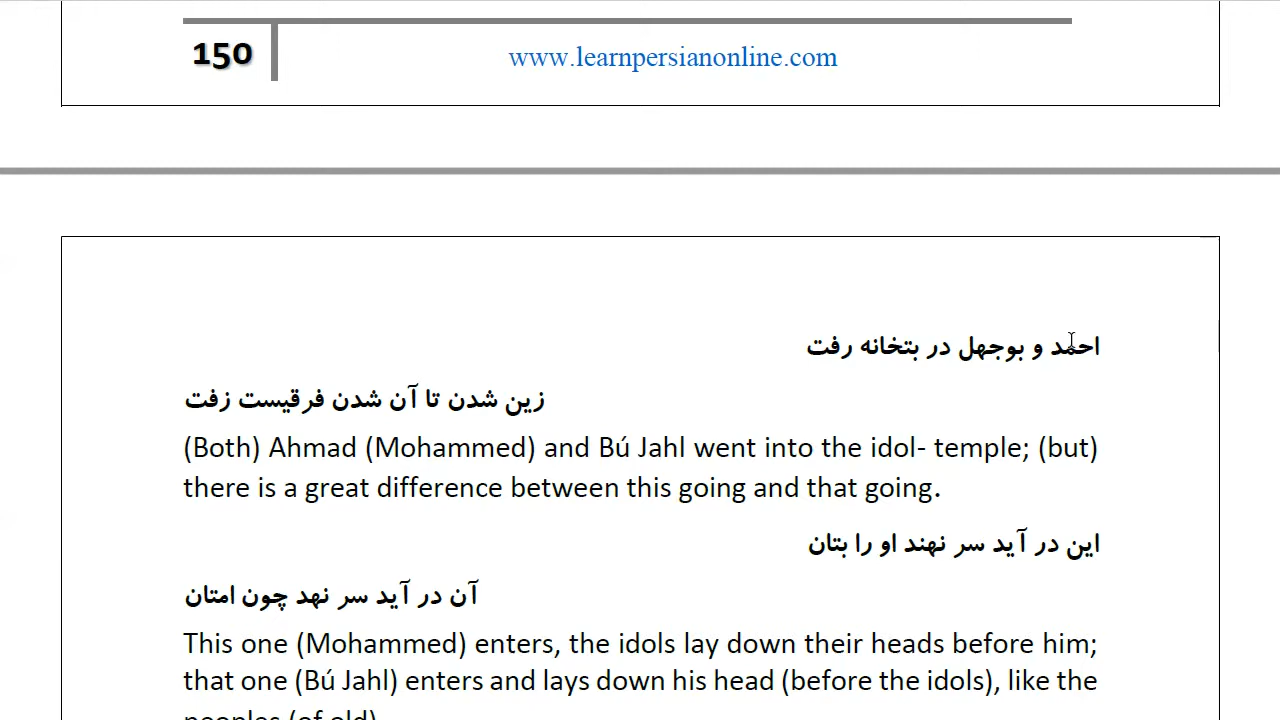 150
www.learnpersianonline.com
احمد و بوجهل در بتخانه رفت
زین شدن تا آن شدن فرقیست زفت
(Both) Ahmad (Mohammed) and Bú Jahl went into the idol- temple; (but)
there is a great difference between this going and that going.
این در آید سر نهند او را بتان
آن در آید سر نهد چون امتان
This one (Mohammed) enters, the idols lay down their heads before him;
that one (Bú Jahl) enters and lays down his head (before the idols), like the
peoples (of old)